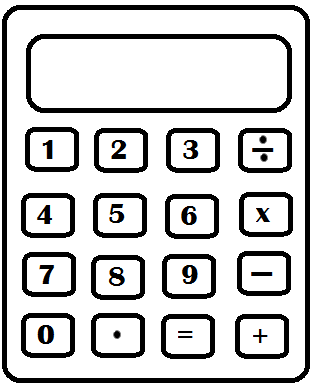 1 2 3 ÷
4 5 6 x
7 8 9 −
0 . = +